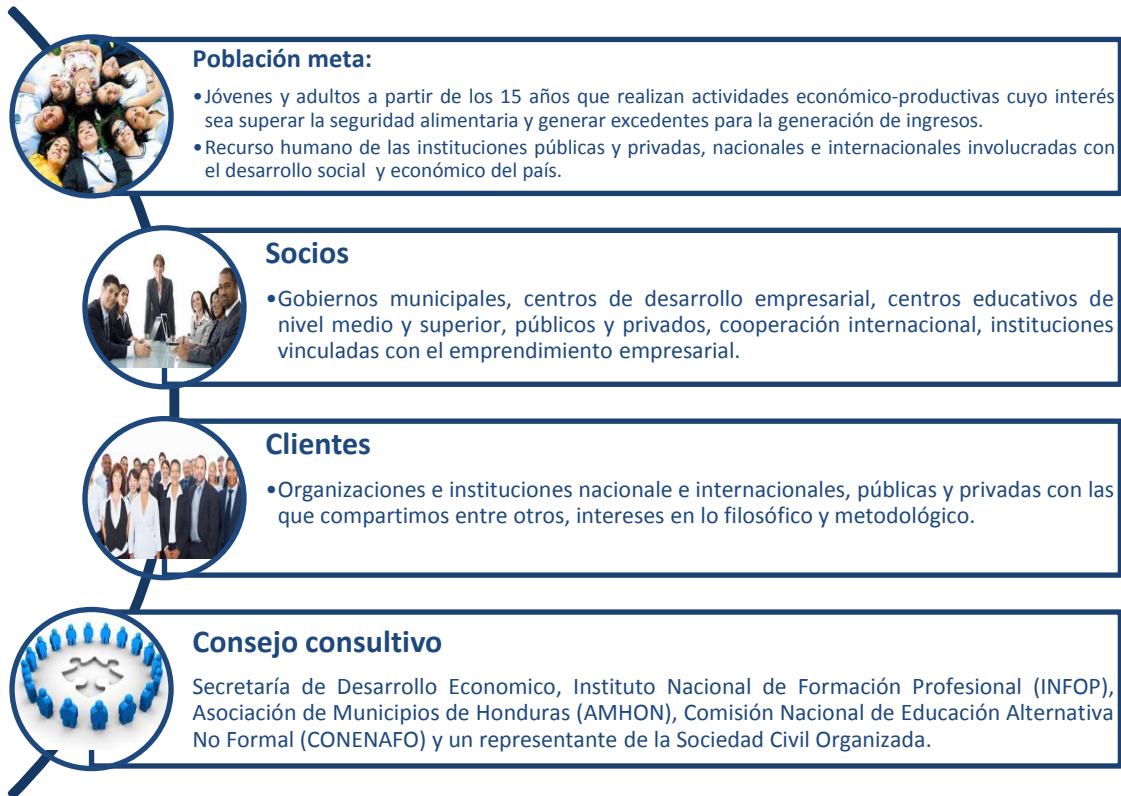 Población meta:
•Jóvenes y adultos a partir de los 15 años que realizan actividades económico-productivas cuyo interés
sea superar la seguridad alimentaria y generar excedentes para la generación de ingresos.
•Recurso humano de las instituciones públicas y privadas, nacionales e internacionales involucradas con
el desarrollo social y económico del país.
Socios
•Gobiernos municipales, centros de desarrollo empresarial, centros educativos de
nivel medio y superior, públicos y privados, cooperación internacional, instituciones
vinculadas con el emprendimiento empresarial.
Clientes
•Organizaciones e instituciones nacionale e internacionales, públicas y privadas con las
que compartimos entre otros, intereses en lo filosófico y metodológico.
Consejo consultivo
Secretaría de Desarrollo Economico, Instituto Nacional de Formación Profesional (INFOP),
Asociación de Municipios de Honduras (AMHON), Comisión Nacional de Educación Alternativa
No Formal (CONENAFO) y un representante de la Sociedad Civil Organizada.